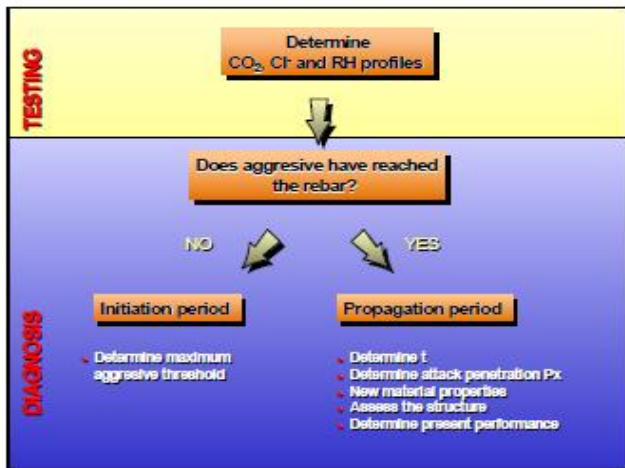 TESTING
Determine
CO₂, Cl⁻ and RH profiles
DIAGNOSIS
Does aggresive have reached
the rebar?
NO
YES
Initiation period
Determine maximum
aggresive threshold
Propagation period
Determine t
Determine attack penetration Px
New material properties
Assess the structure
Determine present performance